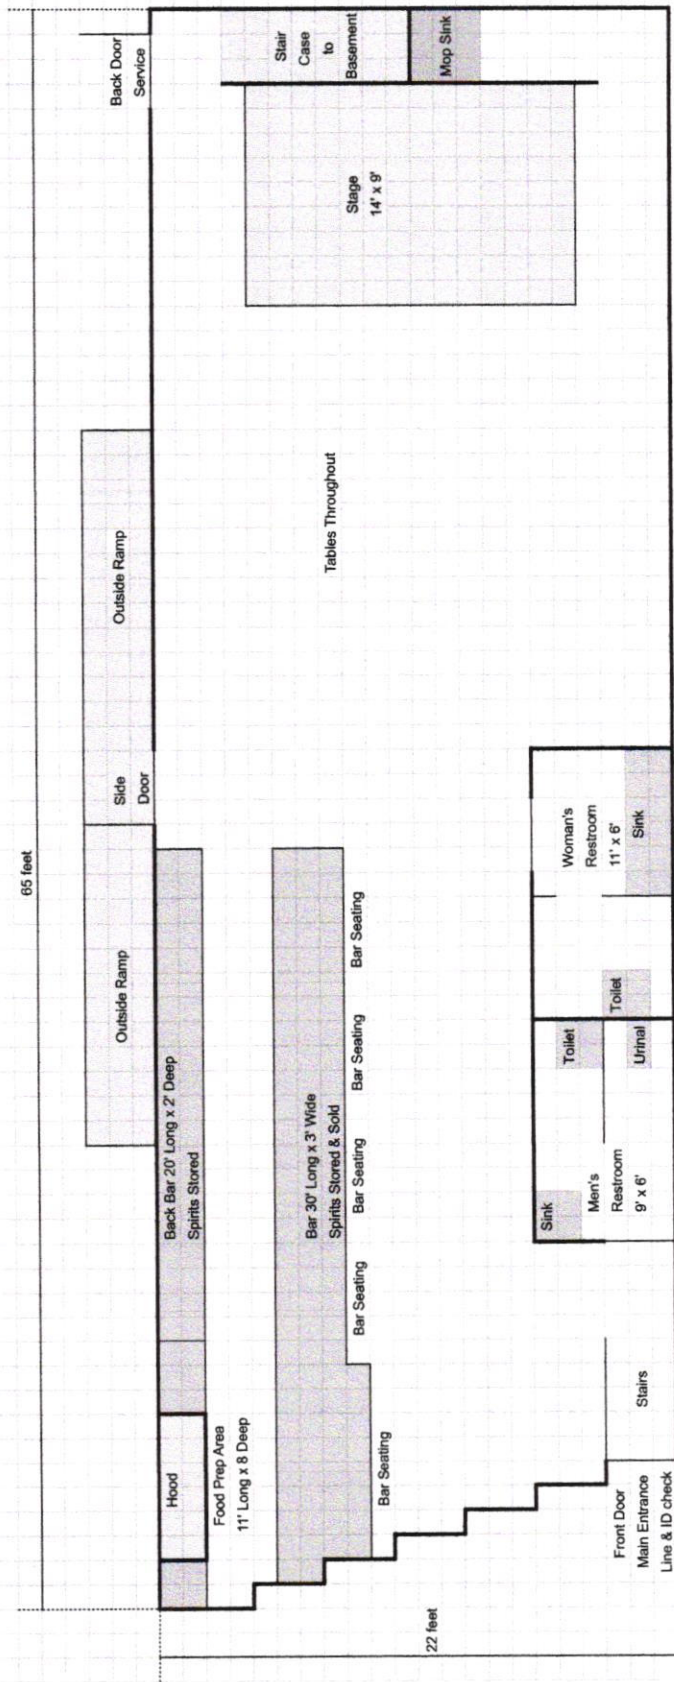 65 feet
Back Door
Service
Outside Ramp
Side
Door
Outside Ramp
Stair
Case
to
Basement
Mop Sink
Stage
14' x 9'
Tables Throughout
Back Bar 20' Long x 2' Deep
Spirits Stored
Hood
Food Prep Area
11' Long x 8 Deep
Bar 30' Long x 3' Wide
Spirits Stored & Sold
Bar Seating
Bar Seating
Bar Seating
Bar Seating
Bar Seating
Woman's
Restroom
11' x 6'
Sink
Toilet
Toilet
Urinal
Sink
Men's
Restroom
9' x 6'
Stairs
Front Door
Main Entrance
Line & ID check
22 feet